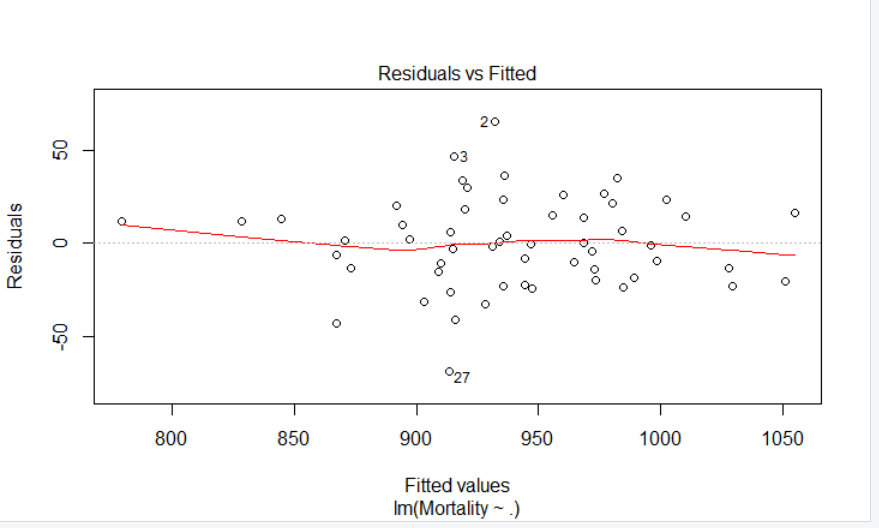 Residuals vs Fitted
Residuals
50
0
-50
2
3
27
800 850 900 950 1000 1050
Fitted values
lm(Mortality ~ .)